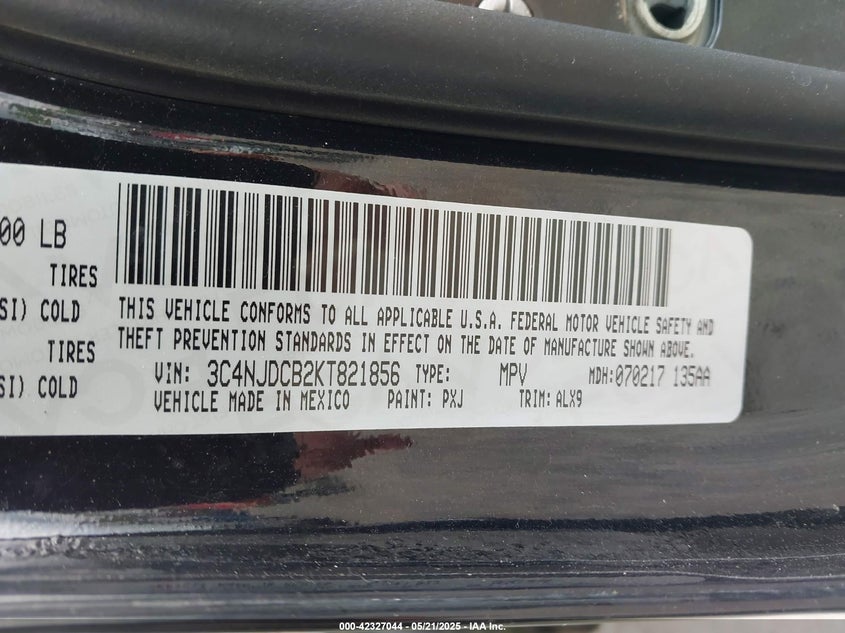 00 LB
TIRES
SI) COLD
TIRES
SI) COLD
THIS VEHICLE CONFORMS TO ALL APPLICABLE U.S.A. FEDERAL MOTOR VEHICLE SAFETY AND
THEFT PREVENTION STANDARDS IN EFFECT ON THE DATE OF MANUFACTURE SHOWN ABOVE.
VIN: 3C4NJDCB2KT821856 TYPE: MPV MDH:070217 135AA
VEHICLE MADE IN MEXICO PAINT: PXJ TRIM: ALX9
000-42327044 - 05/21/2025 - IAA Inc.